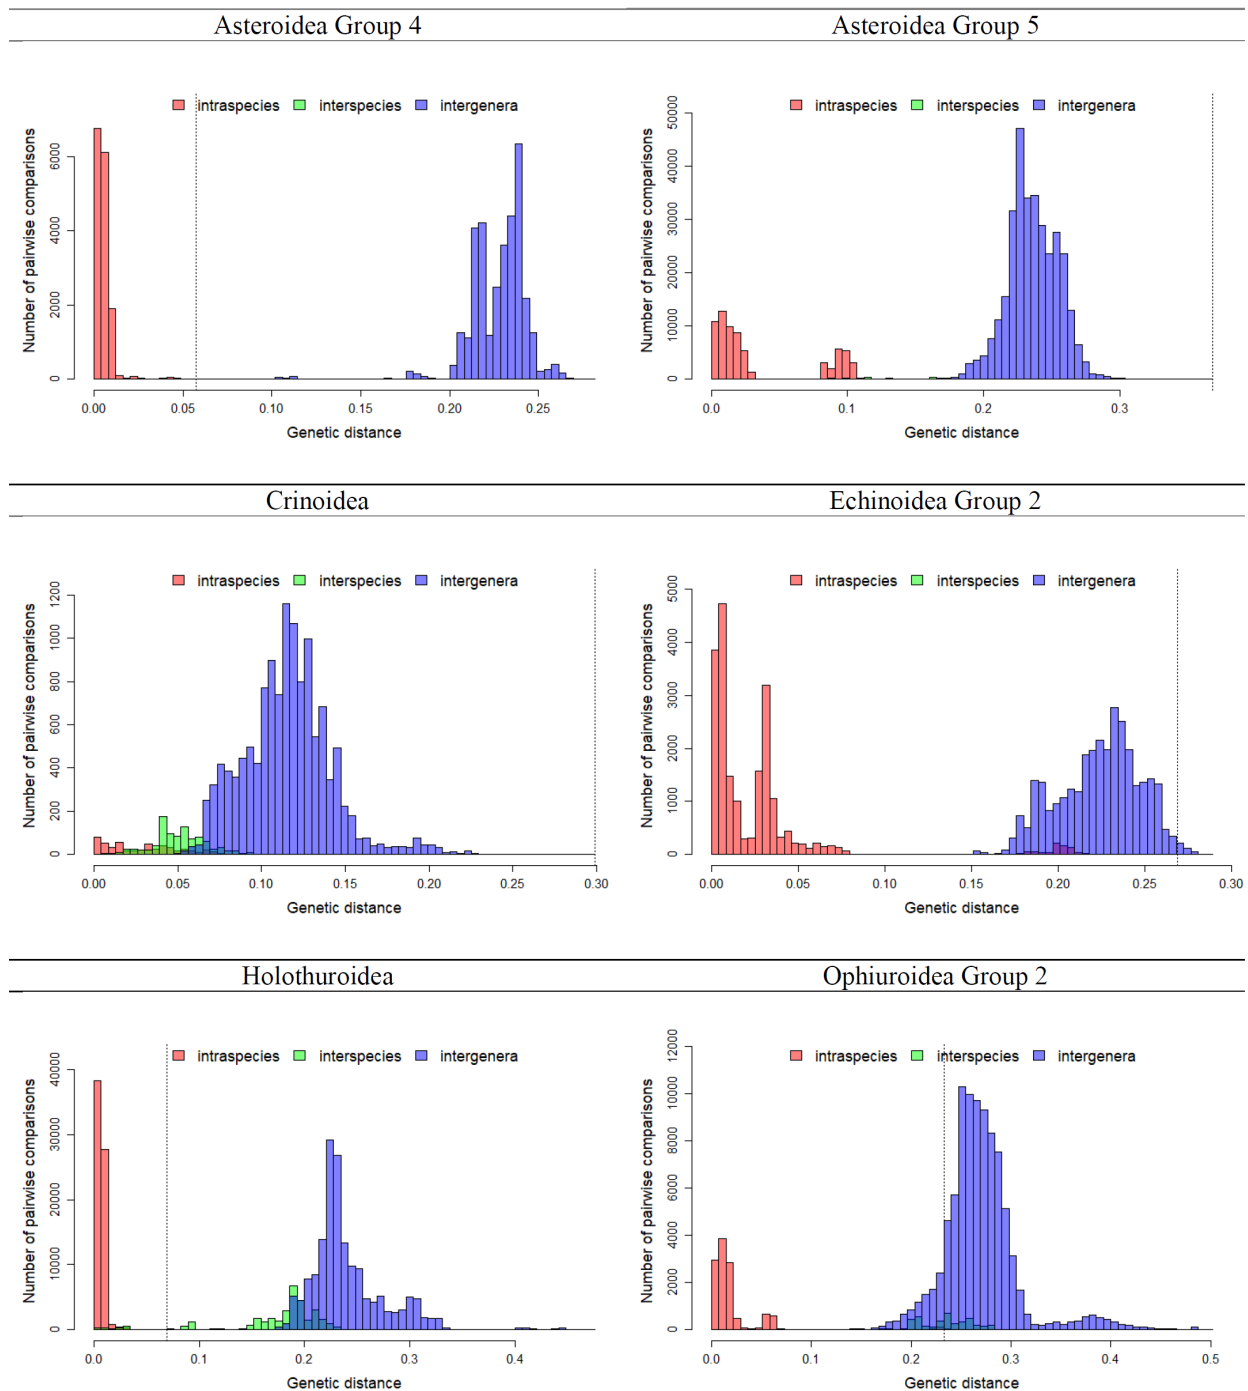 Asteroidea Group 4
Asteroidea Group 5
intraspecies interspecies intergenera
Number of pairwise comparisons
0 2000 4000 6000
0.00 0.05 0.10 0.15 0.20 0.25
Genetic distance
intraspecies interspecies intergenera
Number of pairwise comparisons
0 10000 20000 30000 40000 50000
0.0 0.1 0.2 0.3
Genetic distance
Crinoidea
Echinoidea Group 2
intraspecies interspecies intergenera
Number of pairwise comparisons
0 200 400 600 800 1000 1200
0.00 0.05 0.10 0.15 0.20 0.25 0.30
Genetic distance
intraspecies interspecies intergenera
Number of pairwise comparisons
0 1000 2000 3000 4000 5000
0.00 0.05 0.10 0.15 0.20 0.25 0.30
Genetic distance
Holothuroidea
Ophiuroidea Group 2
intraspecies interspecies intergenera
Number of pairwise comparisons
0 10000 20000 30000 40000
0.0 0.1 0.2 0.3 0.4
Genetic distance
intraspecies interspecies intergenera
Number of pairwise comparisons
0 2000 4000 6000 8000 10000 12000
0.0 0.1 0.2 0.3 0.4 0.5
Genetic distance